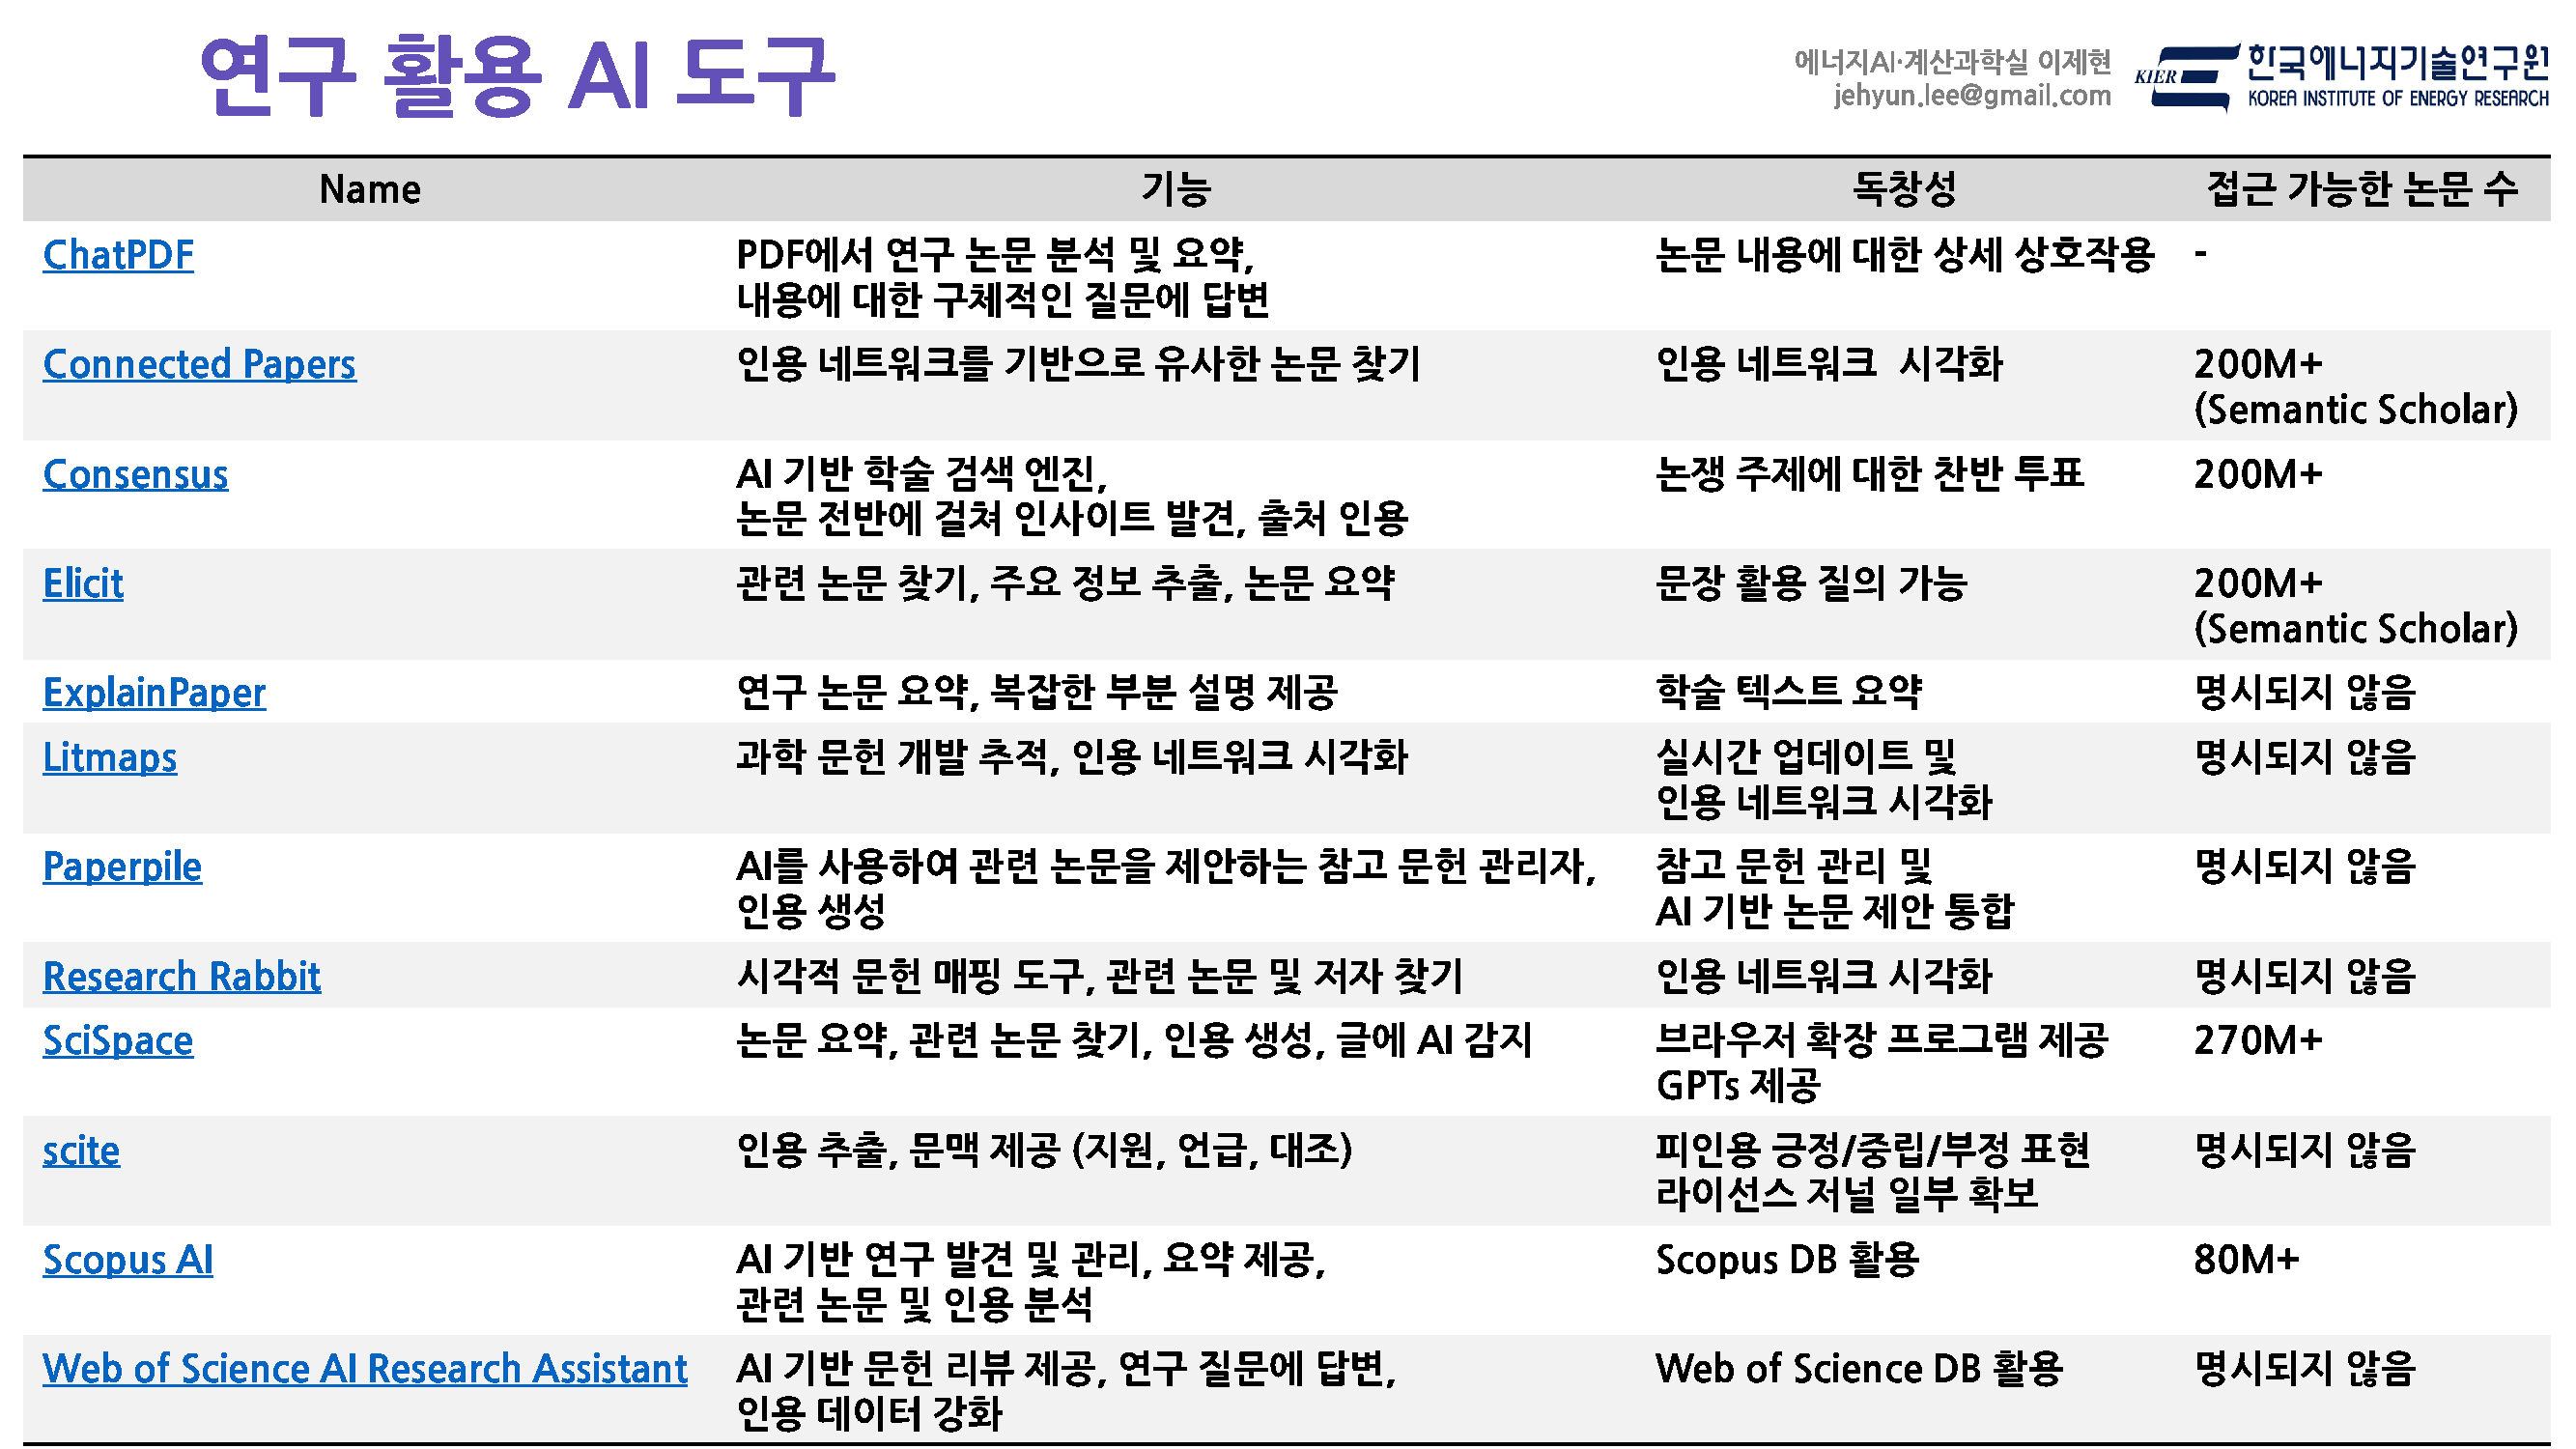 연구 활용 AI 도구
에너지AI·계산과학실 이제현
jehyun.lee@gmail.com
KIER 한국에너지기술연구원
KOREA INSTITUTE OF ENERGY RESEARCH
Name 기능 독창성 접근 가능한 논문 수
ChatPDF PDF에서 연구 논문 분석 및 요약, 논문 내용에 대한 상세 상호작용 -
내용에 대한 구체적인 질문에 답변
Connected Papers 인용 네트워크를 기반으로 유사한 논문 찾기 인용 네트워크 시각화 200M+
(Semantic Scholar)
Consensus AI 기반 학술 검색 엔진, 논쟁 주제에 대한 찬반 투표 200M+
논문 전반에 걸쳐 인사이트 발견, 출처 인용
Elicit 관련 논문 찾기, 주요 정보 추출, 논문 요약 문장 활용 질의 가능 200M+
(Semantic Scholar)
ExplainPaper 연구 논문 요약, 복잡한 부분 설명 제공 학술 텍스트 요약 명시되지 않음
Litmaps 과학 문헌 개발 추적, 인용 네트워크 시각화 실시간 업데이트 및 명시되지 않음
인용 네트워크 시각화
Paperpile AI를 사용하여 관련 논문을 제안하는 참고 문헌 관리자, 참고 문헌 관리 및 명시되지 않음
인용 생성 AI 기반 논문 제안 통합
Research Rabbit 시각적 문헌 매핑 도구, 관련 논문 및 저자 찾기 인용 네트워크 시각화 명시되지 않음
SciSpace 논문 요약, 관련 논문 찾기, 인용 생성, 글에 AI 감지 브라우저 확장 프로그램 제공 270M+
GPTs 제공
scite 인용 추출, 문맥 제공 (지원, 언급, 대조) 피인용 긍정/중립/부정 표현 명시되지 않음
라이선스 저널 일부 확보
Scopus AI AI 기반 연구 발견 및 관리, 요약 제공, Scopus DB 활용 80M+
관련 논문 및 인용 분석
Web of Science AI Research Assistant AI 기반 문헌 리뷰 제공, 연구 질문에 답변, Web of Science DB 활용 명시되지 않음
인용 데이터 강화